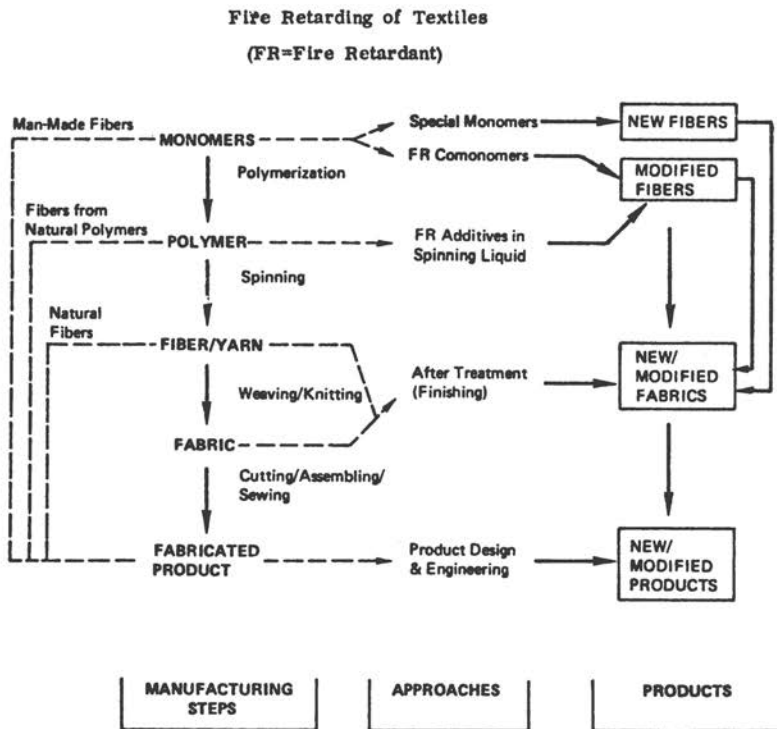 Fire Retarding of Textiles
(FR=Fire Retardant)
Man-Made Fibers
MONOMERS
Special Monomers
NEW FIBERS
FR Comonomers
MODIFIED
FIBERS
Polymerization
Fibers from
Natural Polymers
POLYMER
FR Additives in
Spinning Liquid
Spinning
Natural
Fibers
FIBER/YARN
After Treatment
(Finishing)
NEW/
MODIFIED
FABRICS
Weaving/Knitting
FABRIC
Cutting/Assembling/
Sewing
FABRICATED
PRODUCT
Product Design
& Engineering
NEW/
MODIFIED
PRODUCTS
MANUFACTURING
STEPS
APPROACHES
PRODUCTS